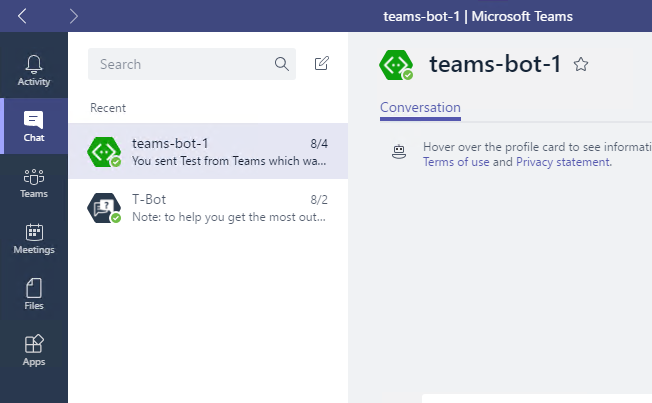 teams-bot-1 | Microsoft Teams
Activity
Chat
Teams
Meetings
Files
Apps
Search
Recent
teams-bot-1 8/4
You sent Test from Teams which wa...
T-Bot 8/2
Note: to help you get the most out...
teams-bot-1
Conversation
Hover over the profile card to see informati
Terms of use and Privacy statement.